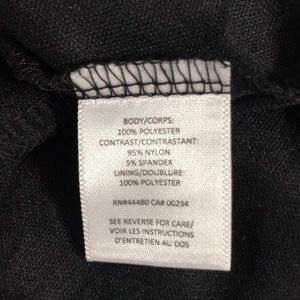 BODY/CORPS:
100% POLYESTER
CONTRAST/CONTRASTANT:
95% NYLON
5% SPANDEX
LINING/DOUBLURE:
100% POLYESTER
RN#44480 CA# 00234
SEE REVERSE FOR CARE/
VOIR LES INSTRUCTIONS
D'ENTRETIEN AU DOS